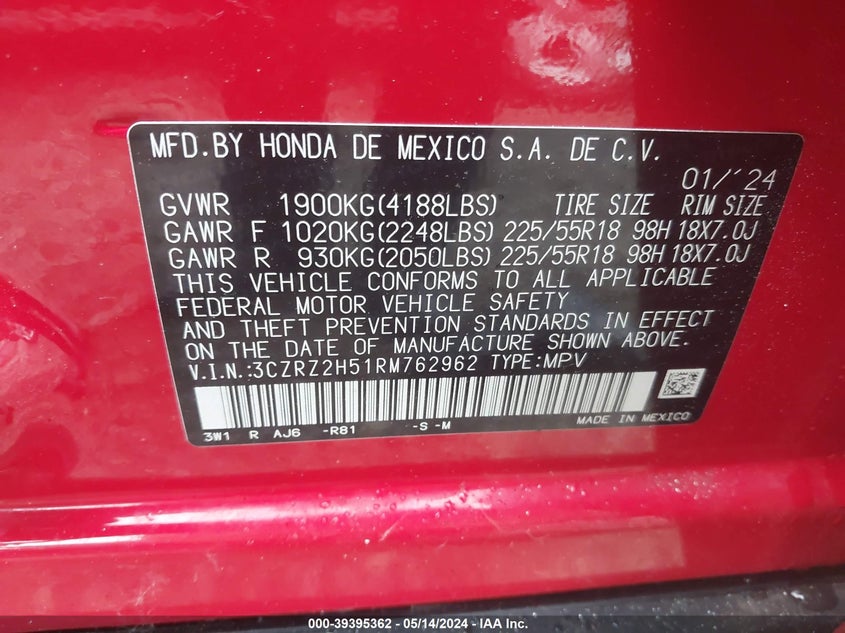 MFD.BY HONDA DE MEXICO S.A. DE C.V.
01/'24
GVWR 1900KG(4188LBS) TIRE SIZE RIM SIZE
GAWR F 1020KG(2248LBS) 225/55R18 98H 18X7.0J
GAWR R 930KG(2050LBS) 225/55R18 98H 18X7.0J
THIS VEHICLE CONFORMS TO ALL APPLICABLE
FEDERAL MOTOR VEHICLE SAFETY
AND THEFT PREVENTION STANDARDS IN EFFECT
ON THE DATE OF MANUFACTURE SHOWN ABOVE.
V.I.N.:3CZRZ2H51RM762962 TYPE:MPV
MADE IN MEXICO
3W1 R AJ6 -R81 -S -M
000-39395362 - 05/14/2024 - IAA Inc.